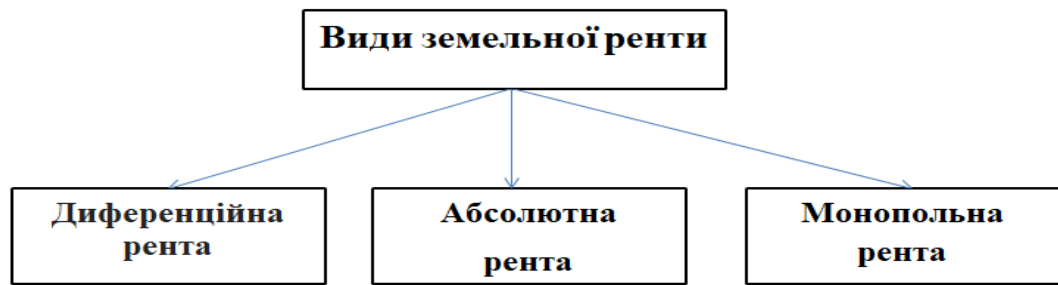 Види земельної ренти
Диференційна
рента
Абсолютна
рента
Монопольна
рента